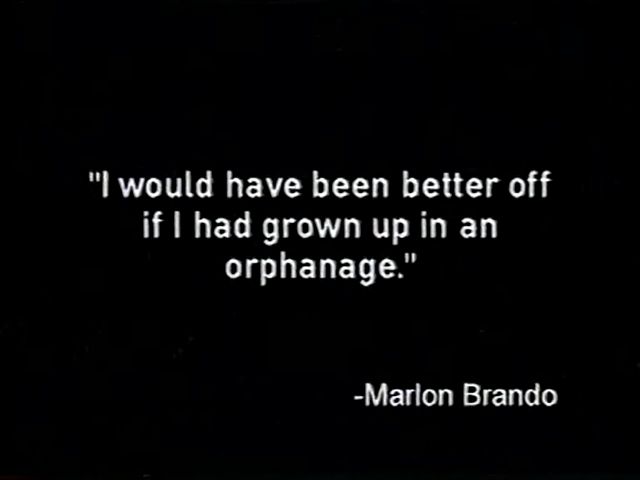 "I would have been better off
if I had grown up in an
orphanage."
-Marlon Brando